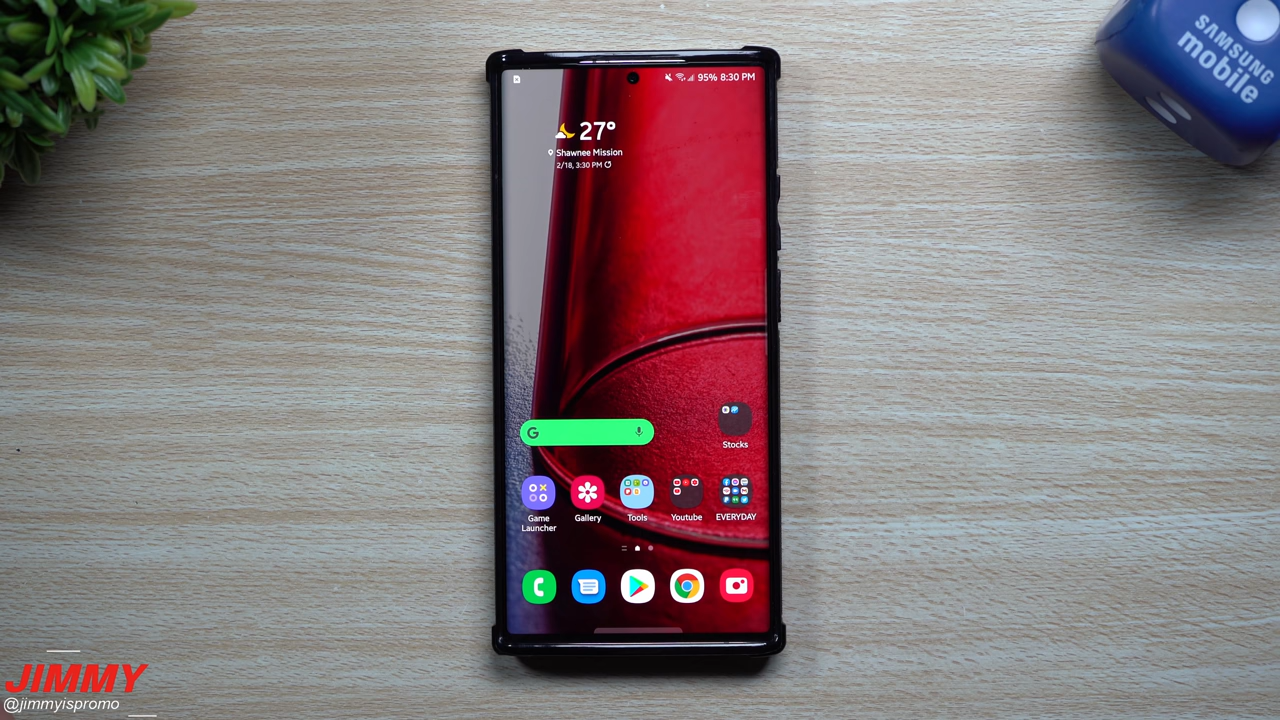 95% 8:30 PM
27°
Shawnee Mission
2/18, 3:30 PM
G
Stocks
Game
Launcher
Gallery
Tools
Youtube
EVERYDAY
SAMSUNG
mobile
JIMMY
@jimmyispromo